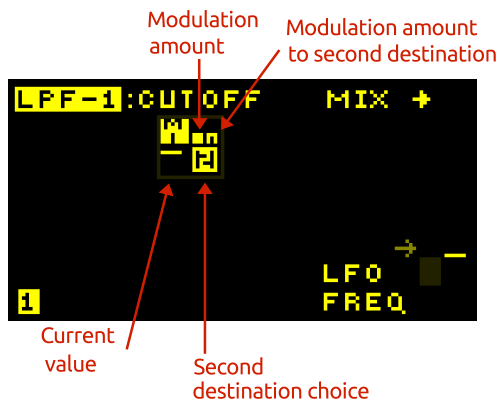 Modulation
amount
Modulation amount
to second destination
LPF-1:CUTOFF MIX →
LFO
FREQ
1
Current
value
Second
destination choice